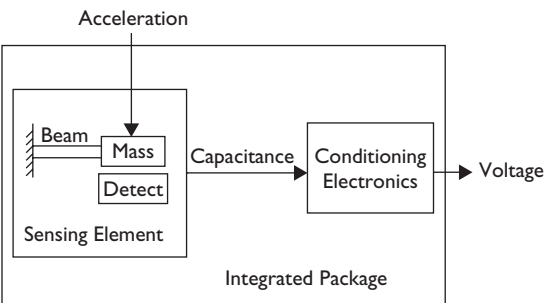 Acceleration
Beam
Mass
Detect
Sensing Element
Capacitance
Conditioning
Electronics
Voltage
Integrated Package